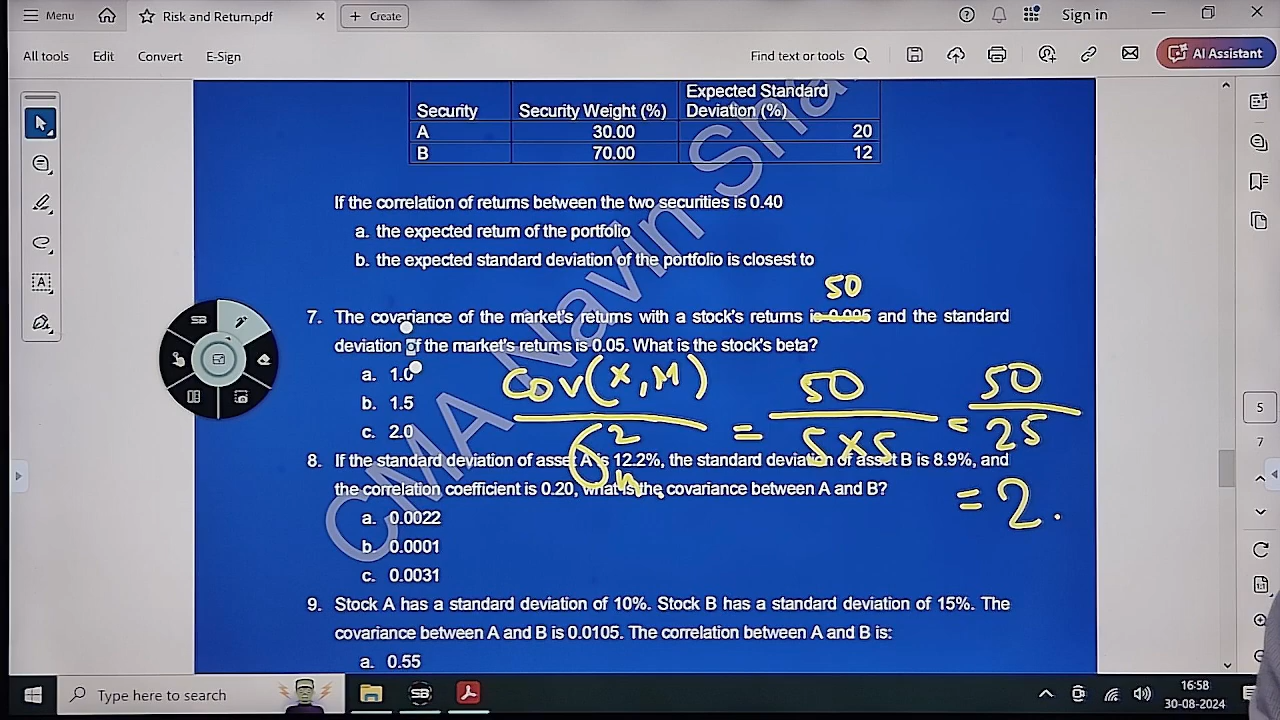 Menu
Risk and Return.pdf
Create
Sign in
All tools Edit Convert E-Sign
Find text or tools
AI Assistant
Security Security Weight (%) Expected Standard Deviation (%)
A 30.00 20
B 70.00 12
If the correlation of returns between the two securities is 0.40
a. the expected return of the portfolio
b. the expected standard deviation of the portfolio is closest to
50
7. The covariance of the market's returns with a stock's returns is 0.005 and the standard
deviation of the market's returns is 0.05. What is the stock's beta?
a. 1.0
b. 1.5
c. 2.0
Cov(X,M) / σ²M = 50 / 5×5 = 50 / 25
= 2.
8. If the standard deviation of asset A is 12.2%, the standard deviation of asset B is 8.9%, and
the correlation coefficient is 0.20, what is the covariance between A and B?
a. 0.0022
b. 0.0001
c. 0.0031
9. Stock A has a standard deviation of 10%. Stock B has a standard deviation of 15%. The
covariance between A and B is 0.0105. The correlation between A and B is:
a. 0.55
CMA Navin Sha
SB
5
7
Type here to search
SB
16:58
30-08-2024